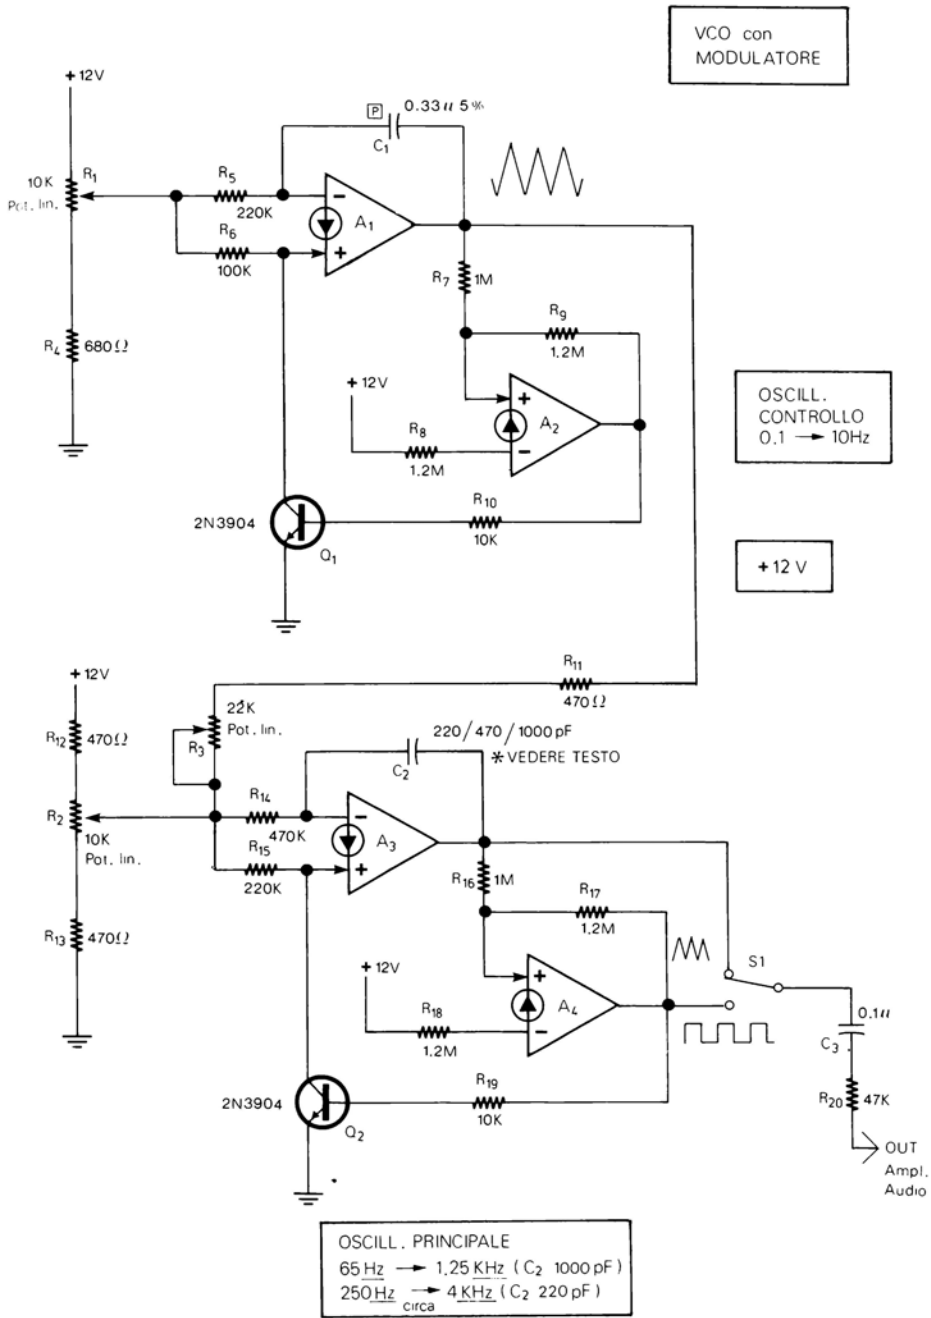 VCO con
MODULATORE
+12V
P
0.33µ 5%
C1
R1
10K
Pot. lin.
R5
220K
R6
100K
A1
R7
1M
R9
1.2M
R4
680Ω
+12V
A2
R8
1.2M
OSCILL.
CONTROLLO
0.1 → 10Hz
2N3904
Q1
R10
10K
+12 V
R11
470Ω
+12V
22K
Pot. lin.
R3
R12
470Ω
220/470/1000 pF
C2
* VEDERE TESTO
R14
470K
R2
10K
Pot. lin.
R15
220K
A3
R16
1M
R17
1.2M
R13
470Ω
+12V
S1
A4
R18
1.2M
0.1µ
C3
2N3904
Q2
R19
10K
R20
47K
OUT
Ampl.
Audio
OSCILL. PRINCIPALE
65 Hz → 1,25 KHz ( C2 1000 pF )
250 Hz → 4 KHz ( C2 220 pF )
circa